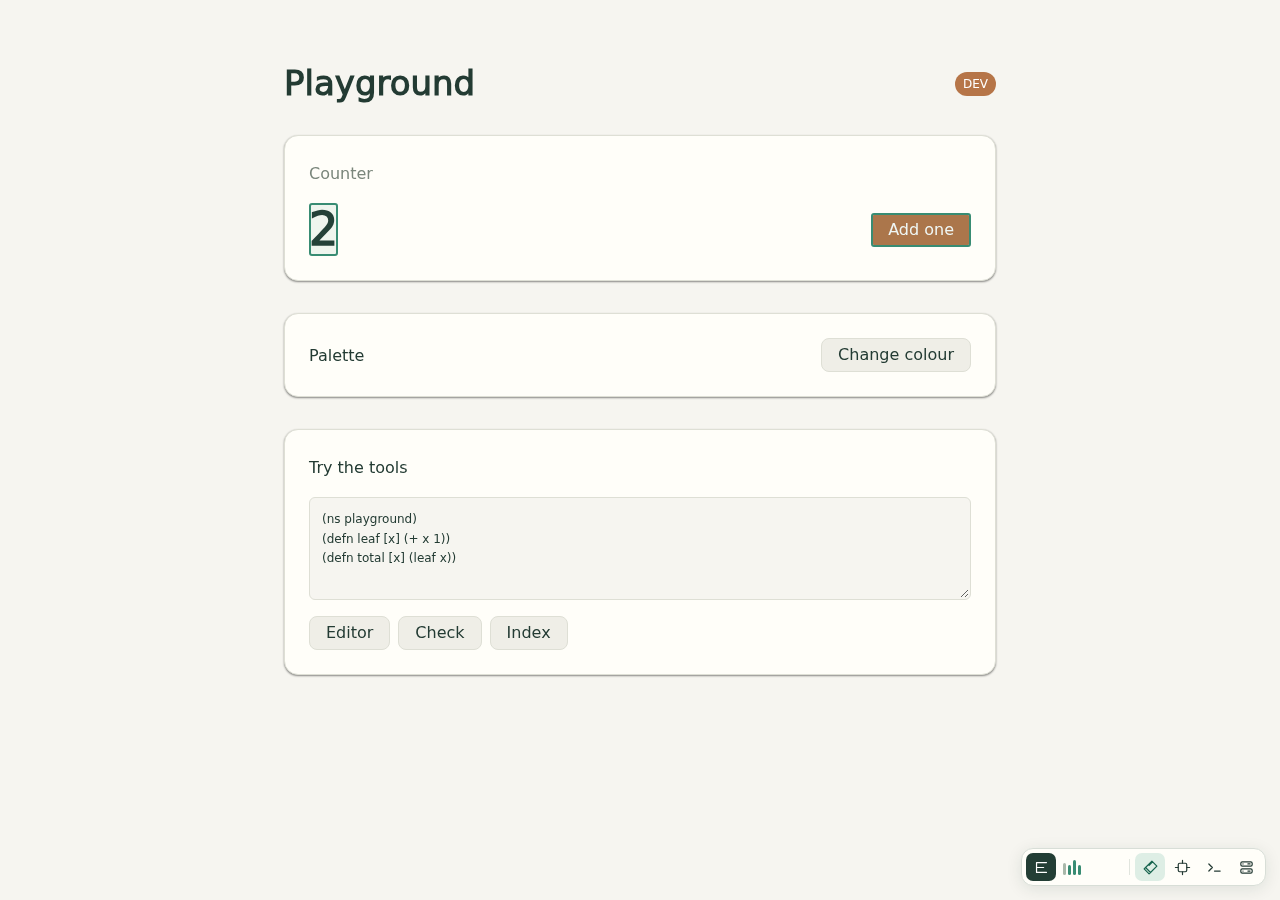 Playground
DEV
Counter
2
Add one
Palette
Change colour
Try the tools
(ns playground)
(defn leaf [x] (+ x 1))
(defn total [x] (leaf x))
Editor
Check
Index